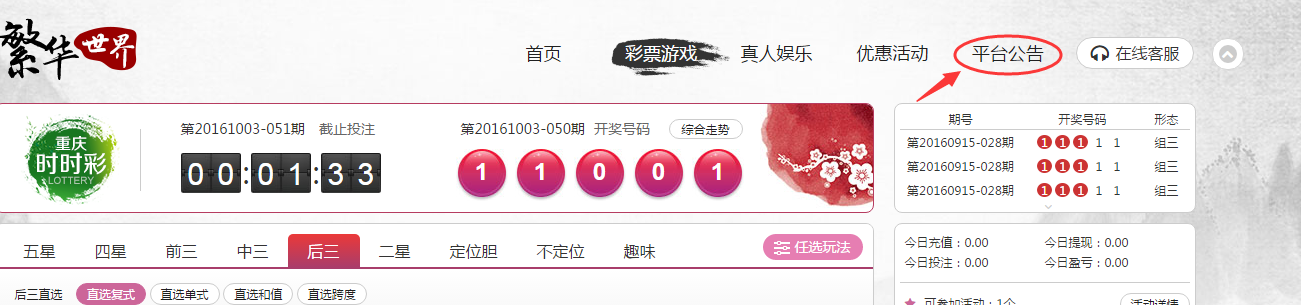 繁华世界
首页 彩票游戏 真人娱乐 优惠活动 平台公告 在线客服
重庆
时时彩
LOTTERY
第20161003-051期 截止投注
00:01:33
第20161003-050期 开奖号码 综合走势
1 1 0 0 1
期号 开奖号码 形态
第20160915-028期 1 1 1 1 1 组三
第20160915-028期 1 1 1 1 1 组三
第20160915-028期 1 1 1 1 1 组三
五星 四星 前三 中三 后三 二星 定位胆 不定位 趣味 任选玩法
后三直选 直选复式 直选单式 直选和值 直选跨度
今日充值：0.00 今日提现：0.00
今日投注：0.00 今日盈亏：0.00
可参加活动：1个 活动详情